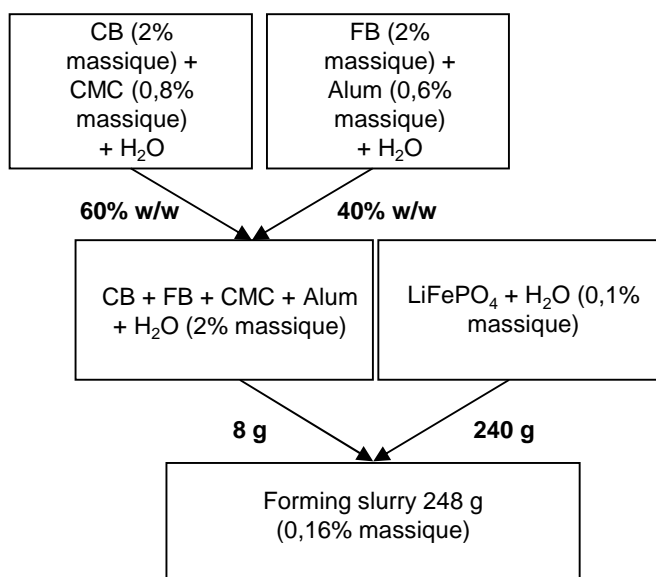 CB (2%
massique) +
CMC (0,8%
massique)
+ H₂O
FB (2%
massique) +
Alum (0,6%
massique)
+ H₂O
60% w/w
40% w/w
CB + FB + CMC + Alum
+ H₂O (2% massique)
LiFePO₄ + H₂O (0,1%
massique)
8 g
240 g
Forming slurry 248 g
(0,16% massique)